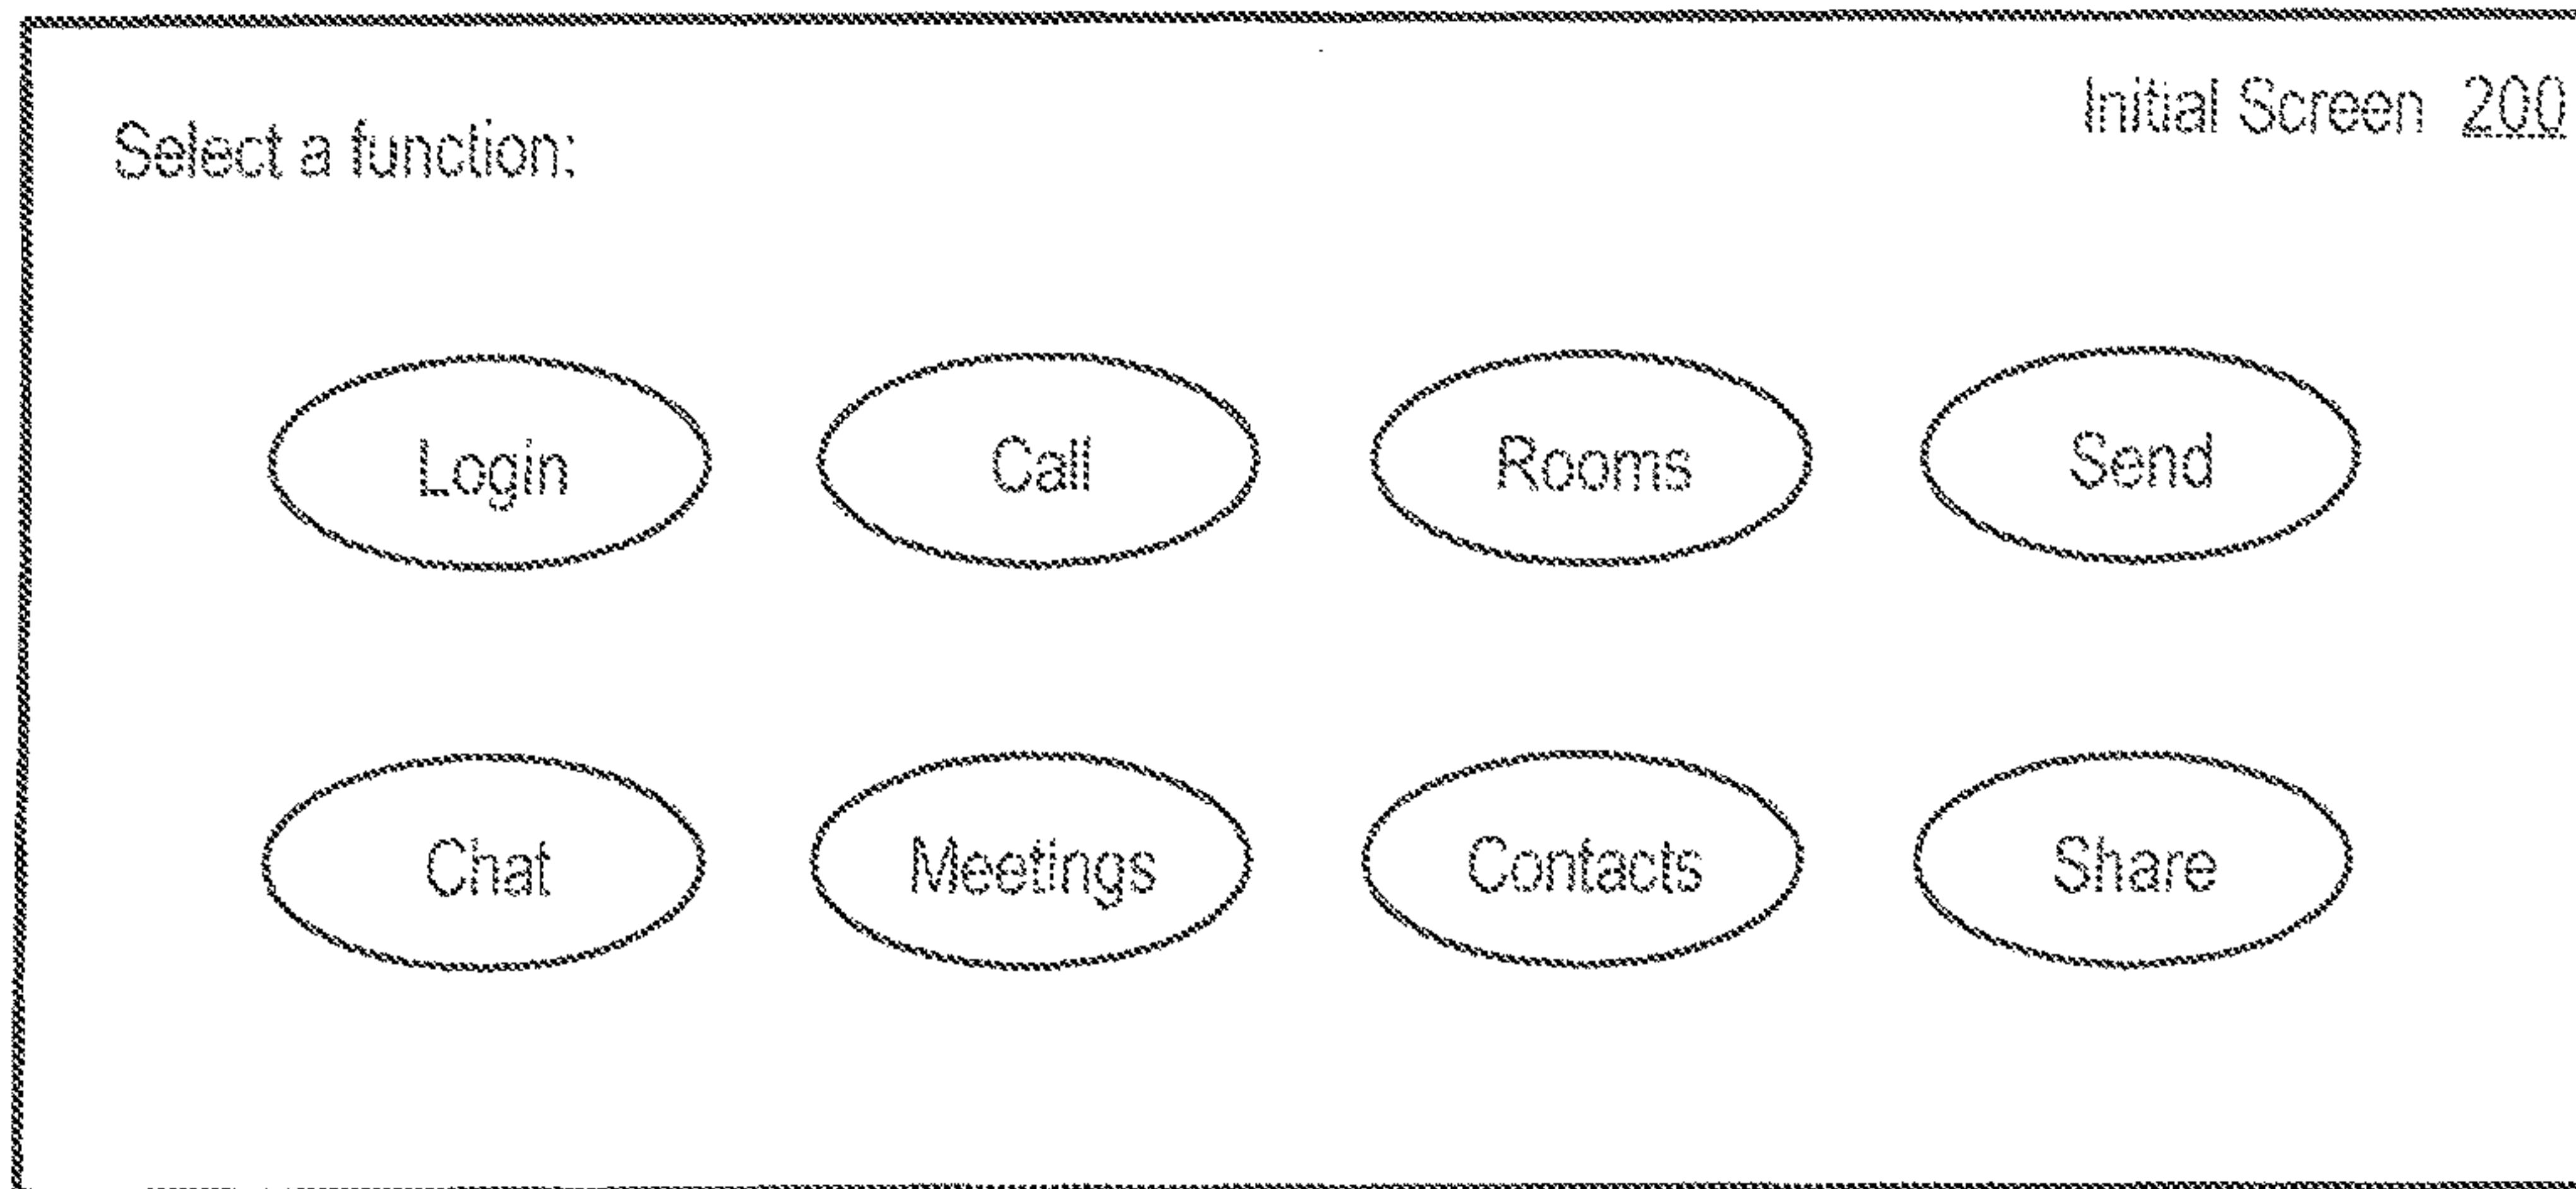 Initial Screen 200
Select a function:
Login Call Rooms Send
Chat Meetings Contacts Share